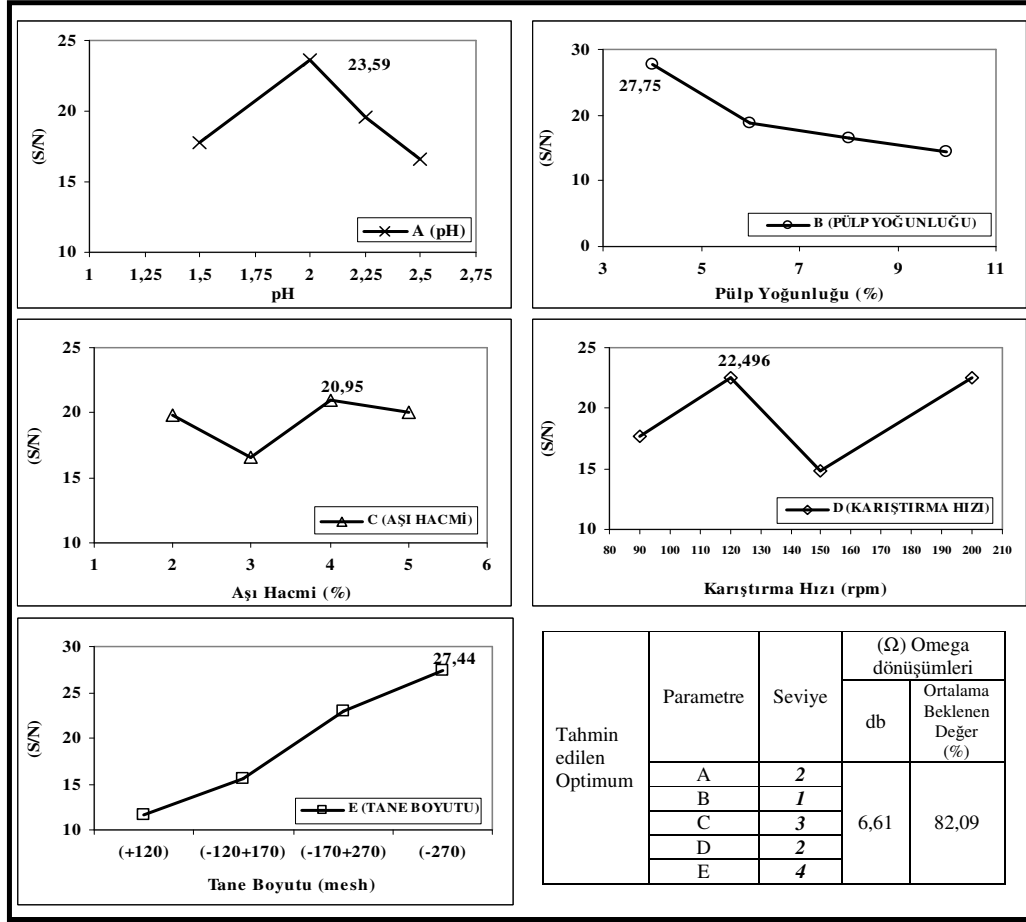 25
20
15
10
(S/N)
23,59
A (pH)
1 1,25 1,5 1,75 2 2,25 2,5 2,75
pH
30
20
10
0
(S/N)
27,75
B (PÜLP YOĞUNLUĞU)
3 5 7 9 11
Pülp Yoğunluğu (%)
25
20
15
10
(S/N)
20,95
C (AŞI HACMİ)
1 2 3 4 5 6
Aşı Hacmi (%)
25
20
15
10
(S/N)
22,496
D (KARIŞTIRMA HIZI)
80 90 100 110 120 130 140 150 160 170 180 190 200 210
Karıştırma Hızı (rpm)
30
25
20
15
10
(S/N)
27,44
E (TANE BOYUTU)
(+120) (-120+170) (-170+270) (-270)
Tane Boyutu (mesh)
Tahmin
edilen
Optimum
Parametre
Seviye
(Ω) Omega
dönüşümleri
db
Ortalama
Beklenen
Değer
(%)
A 2
B 1
C 3
D 2
E 4
6,61 82,09